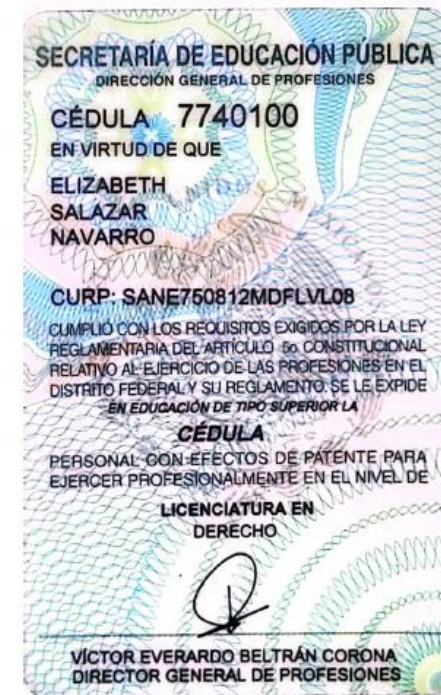 SECRETARÍA DE EDUCACIÓN PÚBLICA
DIRECCIÓN GENERAL DE PROFESIONES
CÉDULA 7740100
EN VIRTUD DE QUE
ELIZABETH
SALAZAR
NAVARRO
CURP: SANE750812MDFLVL08
CUMPLIÓ CON LOS REQUISITOS EXIGIDOS POR LA LEY
REGLAMENTARIA DEL ARTÍCULO 5o. CONSTITUCIONAL
RELATIVO AL EJERCICIO DE LAS PROFESIONES EN EL
DISTRITO FEDERAL Y SU REGLAMENTO, SE LE EXPIDE
EN EDUCACIÓN DE TIPO SUPERIOR LA
CÉDULA
PERSONAL CON EFECTOS DE PATENTE PARA
EJERCER PROFESIONALMENTE EN EL NIVEL DE
LICENCIATURA EN
DERECHO
VÍCTOR EVERARDO BELTRÁN CORONA
DIRECTOR GENERAL DE PROFESIONES